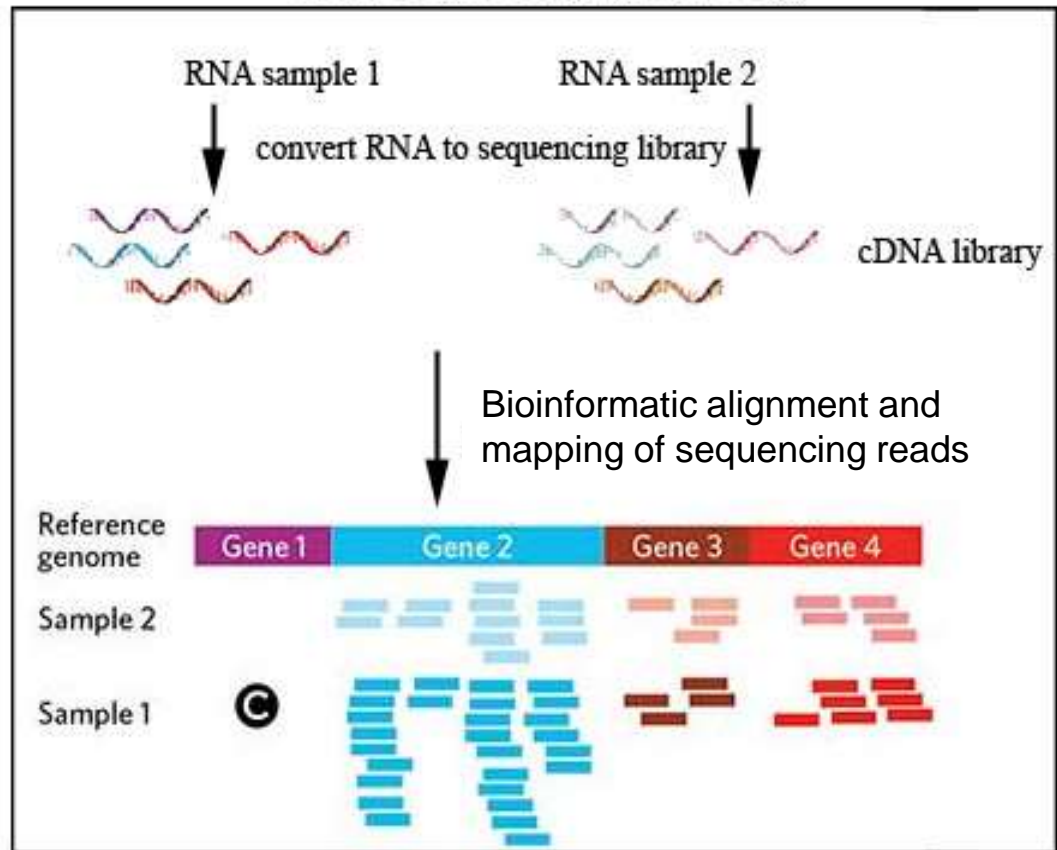 RNA sample 1
RNA sample 2
convert RNA to sequencing library
cDNA library
Bioinformatic alignment and
mapping of sequencing reads
Reference
genome
Gene 1
Gene 2
Gene 3
Gene 4
Sample 2
Sample 1
C